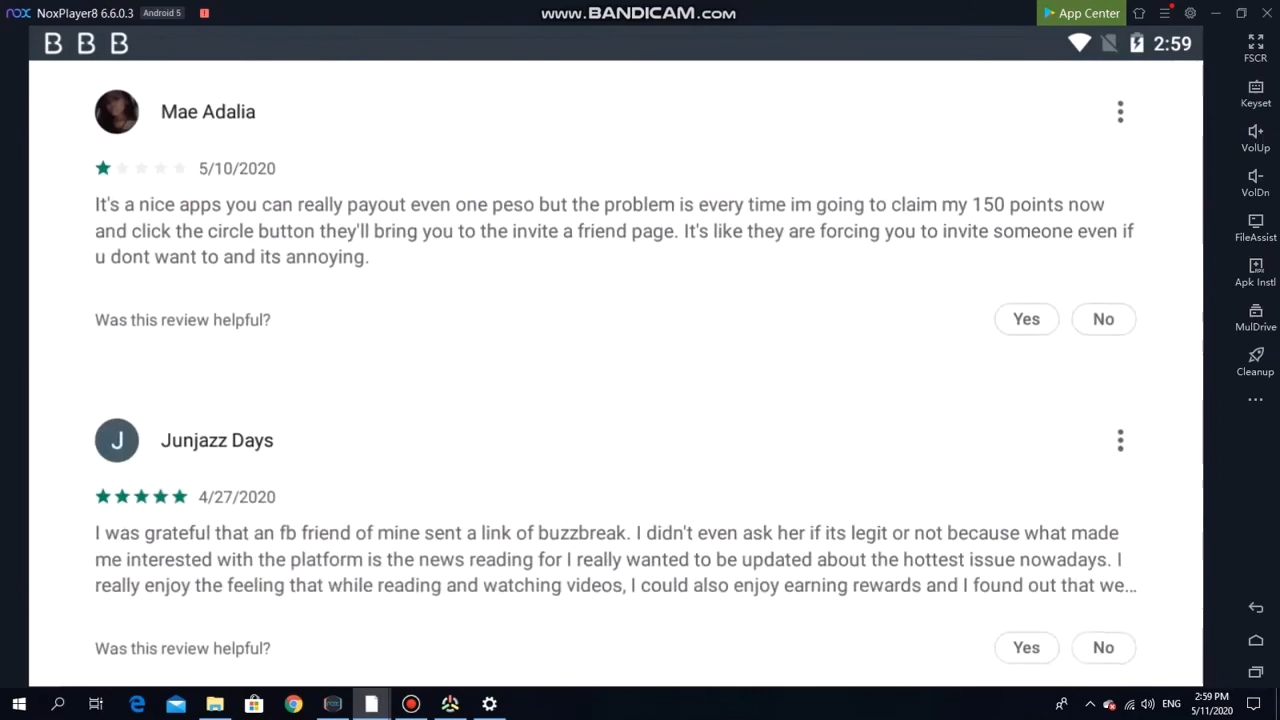 nox NoxPlayer8 6.6.0.3 Android 5
www.BANDICAM.com
App Center
B B B
2:59
FSCR
Keyset
VolUp
VolDn
FileAssist
Apk Instl
MulDrive
Cleanup
Mae Adalia
5/10/2020
It's a nice apps you can really payout even one peso but the problem is every time im going to claim my 150 points now
and click the circle button they'll bring you to the invite a friend page. It's like they are forcing you to invite someone even if
u dont want to and its annoying.
Was this review helpful?
Yes
No
J
Junjazz Days
4/27/2020
I was grateful that an fb friend of mine sent a link of buzzbreak. I didn't even ask her if its legit or not because what made
me interested with the platform is the news reading for I really wanted to be updated about the hottest issue nowadays. I
really enjoy the feeling that while reading and watching videos, I could also enjoy earning rewards and I found out that we...
Was this review helpful?
Yes
No
ENG
2:59 PM
5/11/2020